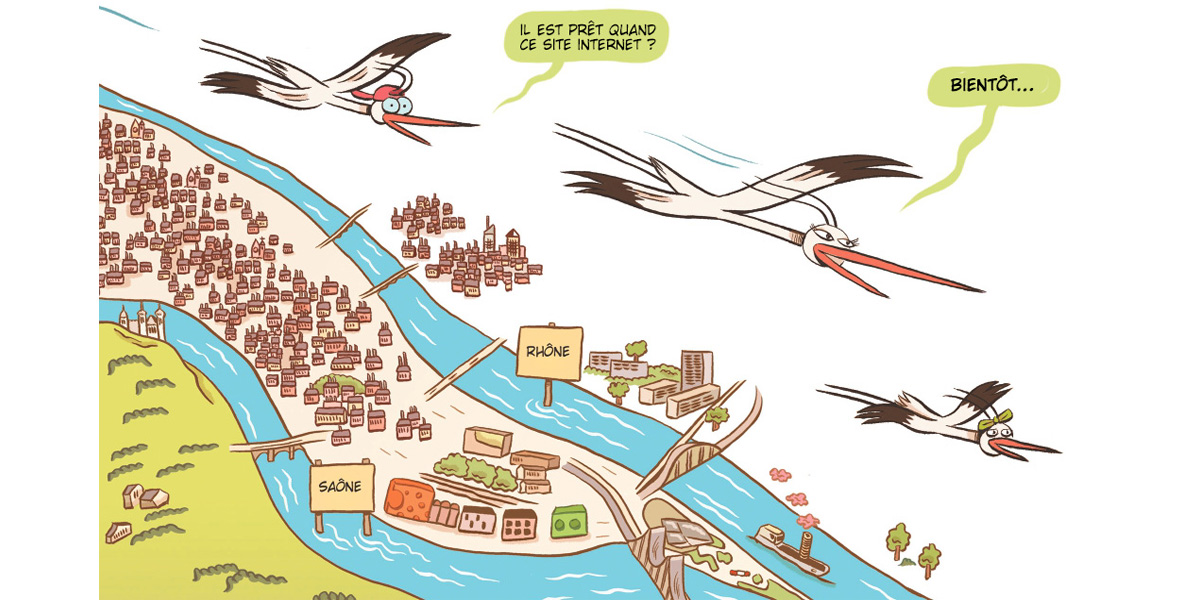 IL EST PRÊT QUAND
CE SITE INTERNET ?
BIENTÔT...
RHÔNE
SAÔNE